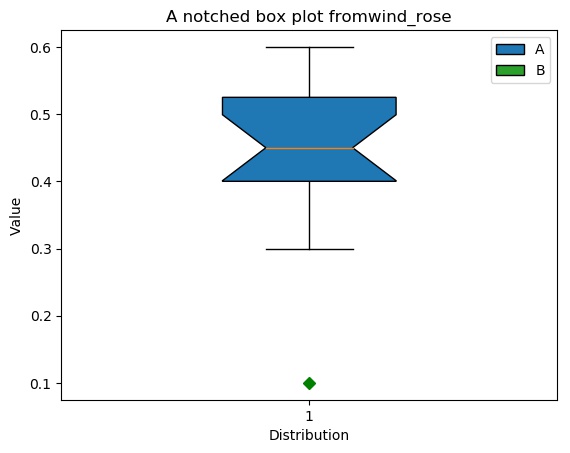 A notched box plot fromwind_rose
A
B
0.6
0.5
0.4
0.3
0.2
0.1
Value
1
Distribution